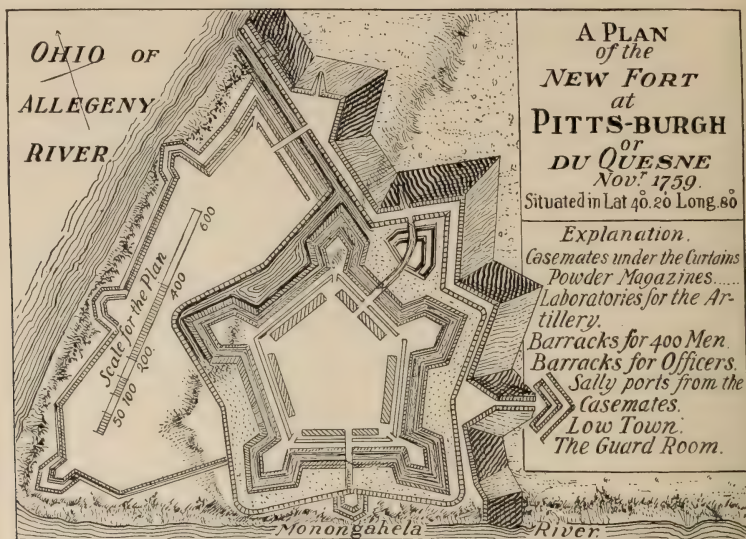 OHIO OF
ALLEGENY
RIVER.
Scale for the Plan
50 100 200. 400 600
A PLAN
of the
NEW FORT
at
PITTS-BURGH
or
DU QUESNE
Novr. 1759.
Situated in Lat 40.20 Long.80
Explanation.
Casemates under the Curtains
Powder Magazines......
Laboratories for the Ar-
tillery.
Barracks for 400 Men.
Barracks for Officers.
Sally ports from the
Casemates.
Low Town.
The Guard Room.
Monongahela River.